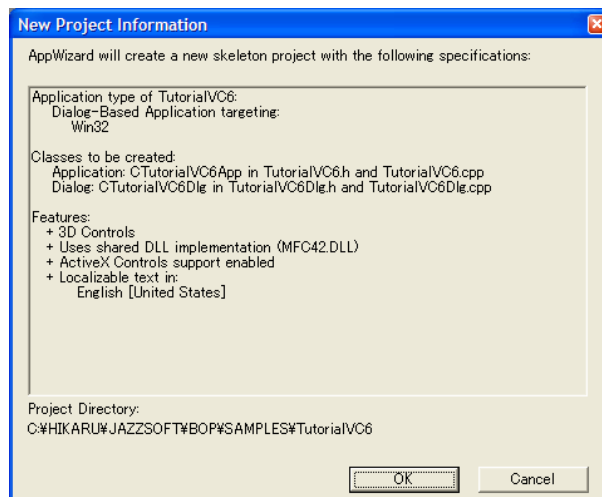 New Project Information
AppWizard will create a new skeleton project with the following specifications:
Application type of TutorialVC6:
Dialog-Based Application targeting:
Win32
Classes to be created:
Application: CTutorialVC6App in TutorialVC6.h and TutorialVC6.cpp
Dialog: CTutorialVC6Dlg in TutorialVC6Dlg.h and TutorialVC6Dlg.cpp
Features:
+ 3D Controls
+ Uses shared DLL implementation (MFC42.DLL)
+ ActiveX Controls support enabled
+ Localizable text in:
English [United States]
Project Directory:
C:¥HIKARU¥JAZZSOFT¥BOP¥SAMPLES¥TutorialVC6
OK
Cancel